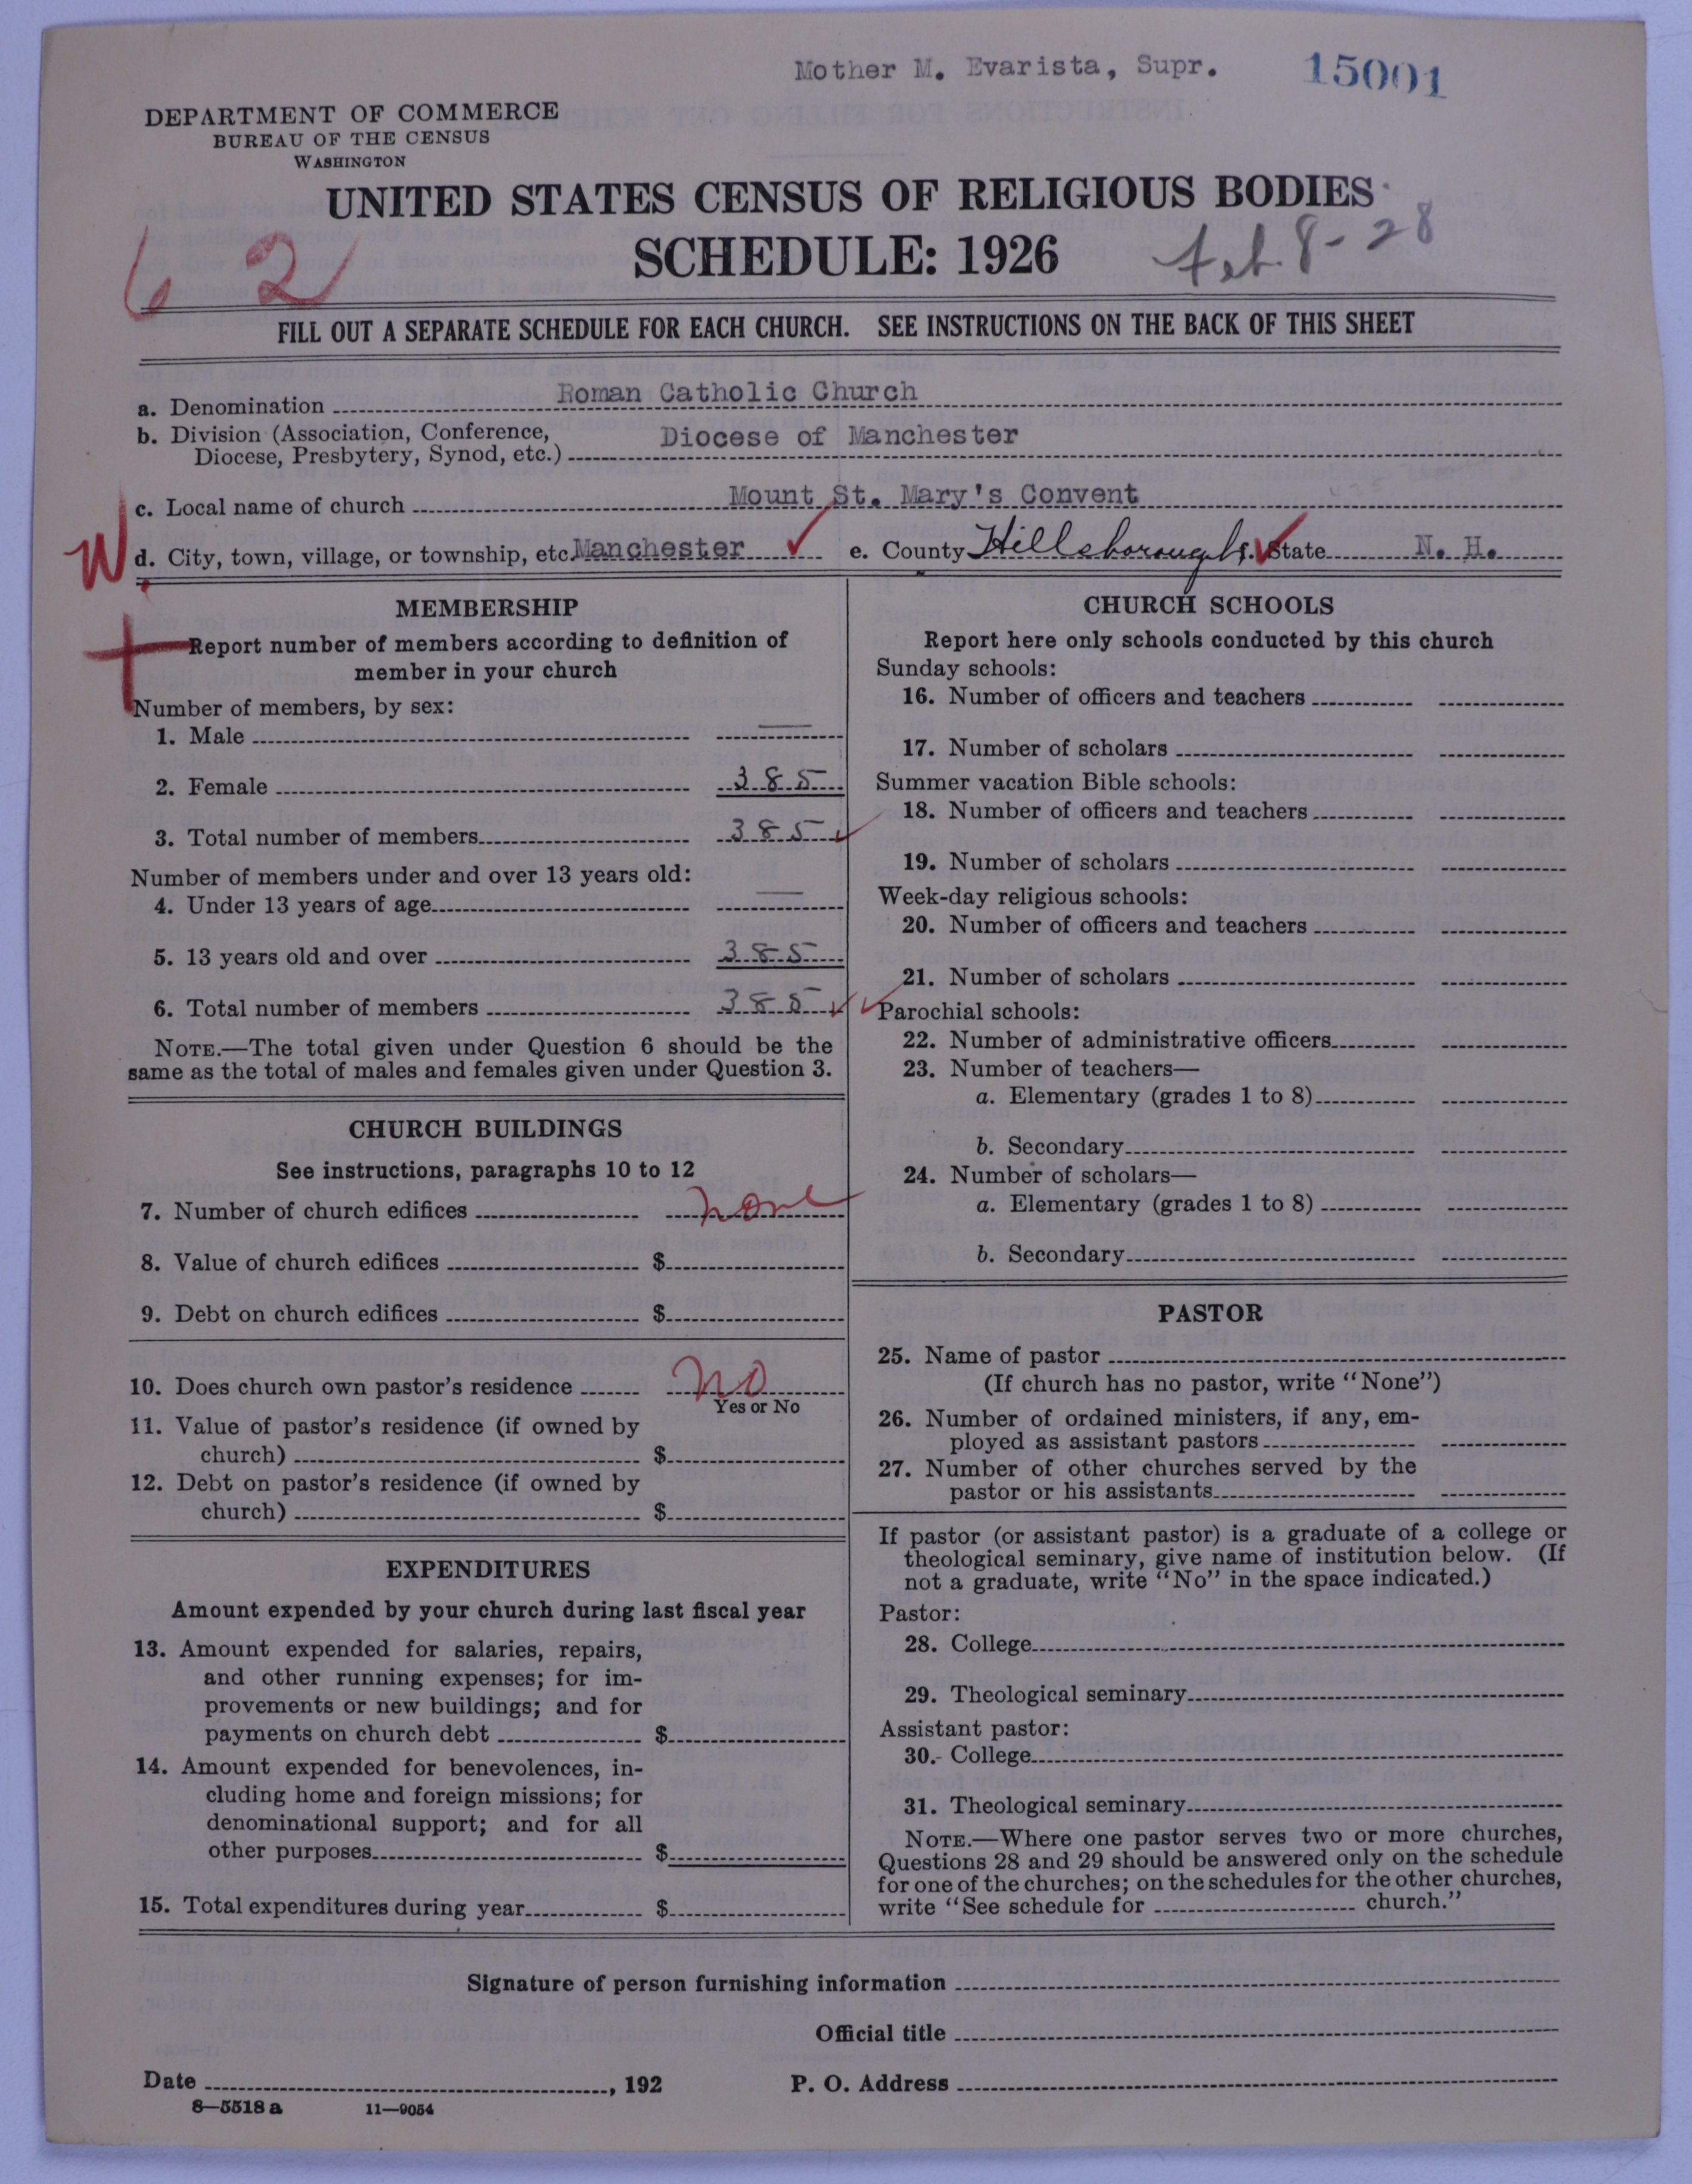 Mother M. Evarista, Supr. 15001
DEPARTMENT OF COMMERCE
BUREAU OF THE CENSUS
WASHINGTON
UNITED STATES CENSUS OF RELIGIOUS BODIES
SCHEDULE: 1926
Feb. 8 - 28
6 2
FILL OUT A SEPARATE SCHEDULE FOR EACH CHURCH. SEE INSTRUCTIONS ON THE BACK OF THIS SHEET
a. Denomination Roman Catholic Church
b. Division (Association, Conference,
Diocese, Presbytery, Synod, etc.) Diocese of Manchester
c. Local name of church Mount St. Mary's Convent
W. d. City, town, village, or township, etc. Manchester ✓ e. County Hillsborough f. State N. H.
MEMBERSHIP
Report number of members according to definition of
member in your church
Number of members, by sex:
1. Male —
2. Female 385
3. Total number of members 385 ✓
Number of members under and over 13 years old:
4. Under 13 years of age —
5. 13 years old and over 385
6. Total number of members 385 ✓ ✓
NOTE.—The total given under Question 6 should be the
same as the total of males and females given under Question 3.
CHURCH BUILDINGS
See instructions, paragraphs 10 to 12
7. Number of church edifices none
8. Value of church edifices $
9. Debt on church edifices $
10. Does church own pastor's residence no
Yes or No
11. Value of pastor's residence (if owned by
church) $
12. Debt on pastor's residence (if owned by
church) $
EXPENDITURES
Amount expended by your church during last fiscal year
13. Amount expended for salaries, repairs,
and other running expenses; for im-
provements or new buildings; and for
payments on church debt $
14. Amount expended for benevolences, in-
cluding home and foreign missions; for
denominational support; and for all
other purposes $
15. Total expenditures during year $
CHURCH SCHOOLS
Report here only schools conducted by this church
Sunday schools:
16. Number of officers and teachers
17. Number of scholars
Summer vacation Bible schools:
18. Number of officers and teachers
19. Number of scholars
Week-day religious schools:
20. Number of officers and teachers
21. Number of scholars
Parochial schools:
22. Number of administrative officers
23. Number of teachers—
a. Elementary (grades 1 to 8)
b. Secondary
24. Number of scholars—
a. Elementary (grades 1 to 8)
b. Secondary
PASTOR
25. Name of pastor
(If church has no pastor, write "None")
26. Number of ordained ministers, if any, em-
ployed as assistant pastors
27. Number of other churches served by the
pastor or his assistants
If pastor (or assistant pastor) is a graduate of a college or
theological seminary, give name of institution below. (If
not a graduate, write "No" in the space indicated.)
Pastor:
28. College
29. Theological seminary
Assistant pastor:
30. College
31. Theological seminary
NOTE.—Where one pastor serves two or more churches,
Questions 28 and 29 should be answered only on the schedule
for one of the churches; on the schedules for the other churches,
write "See schedule for church."
Signature of person furnishing information
Official title
Date , 192 P. O. Address
8—5518 a 11—9054